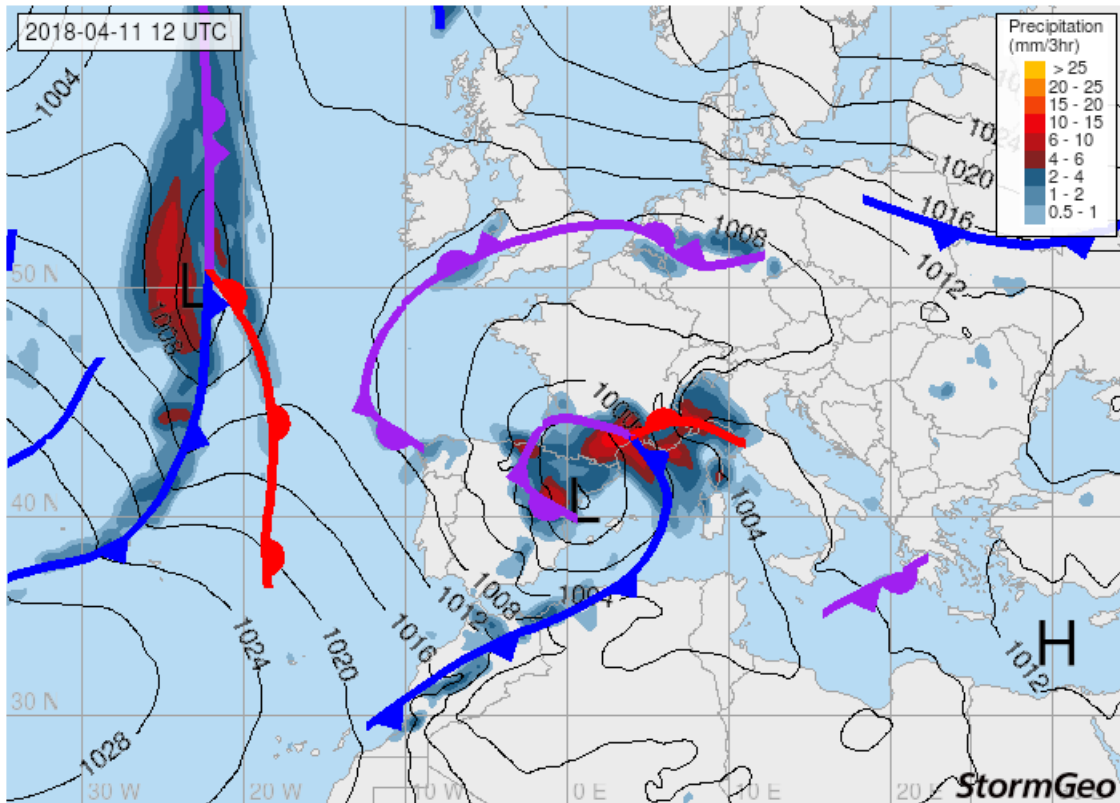 2018-04-11 12 UTC
Precipitation
(mm/3hr)
> 25
20 - 25
15 - 20
10 - 15
6 - 10
4 - 6
2 - 4
1 - 2
0.5 - 1
1004
1024
1020
1016
1008
1012
50 N
L
1008
1000
L
40 N
1004
1004
1008
1012
1016
1020
1024
H
1012
30 N
1028
30 W
20 W
10 W
0 E
10 E
20 E
StormGeo